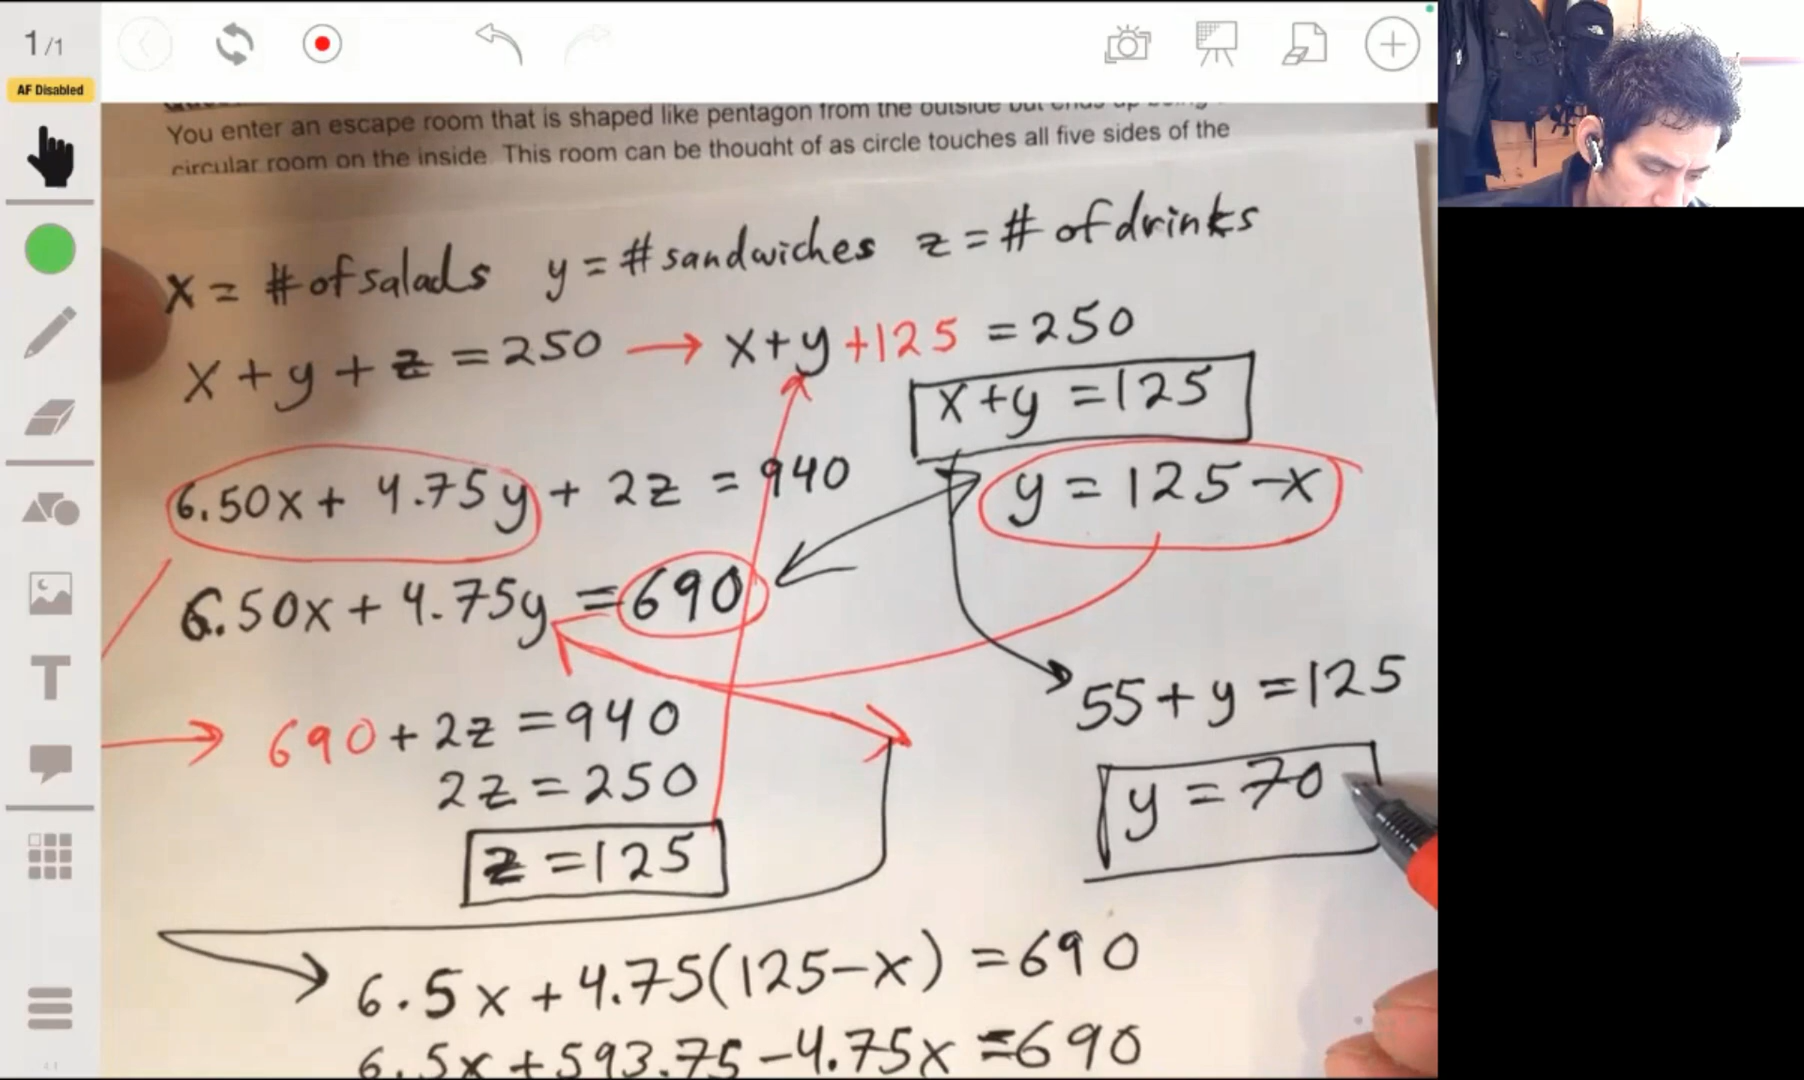 1/1
AF Disabled
You enter an escape room that is shaped like pentagon from the outside but ends up
circular room on the inside. This room can be thought of as circle touches all five sides of the
x = # of salads y = # sandwiches z = # of drinks
x + y + z = 250 → x + y + 125 = 250
x + y = 125
6.50x + 4.75y + 2z = 940
y = 125 - x
6.50x + 4.75y = 690
55 + y = 125
690 + 2z = 940
2z = 250
y = 70
z = 125
6.5x + 4.75(125 - x) = 690
6.5x + 593.75 - 4.75x = 690
T